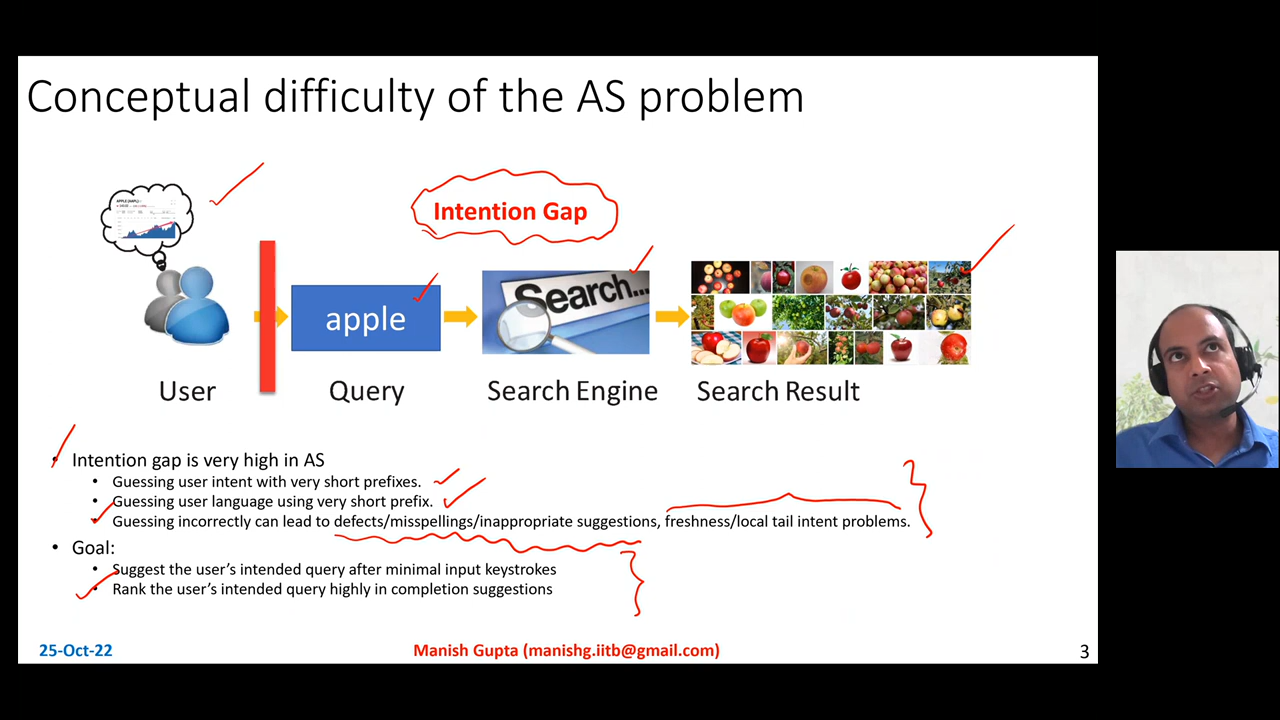 Conceptual difficulty of the AS problem
Intention Gap
apple
Search...
User
Query
Search Engine
Search Result
• Intention gap is very high in AS
• Guessing user intent with very short prefixes.
• Guessing user language using very short prefix.
• Guessing incorrectly can lead to defects/misspellings/inappropriate suggestions, freshness/local tail intent problems.
• Goal:
• Suggest the user's intended query after minimal input keystrokes
• Rank the user's intended query highly in completion suggestions
25-Oct-22
Manish Gupta (manishg.iitb@gmail.com)
3